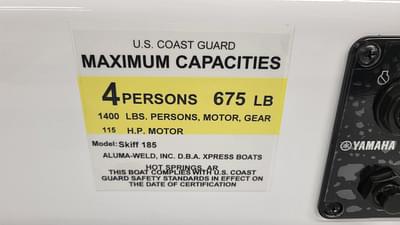 U.S. COAST GUARD
MAXIMUM CAPACITIES
4 PERSONS 675 LB
1400 LBS. PERSONS, MOTOR, GEAR
115 H.P. MOTOR
Model: Skiff 185
ALUMA-WELD, INC. D.B.A. XPRESS BOATS
HOT SPRINGS, AR
THIS BOAT COMPLIES WITH U.S. COAST
GUARD SAFETY STANDARDS IN EFFECT ON
THE DATE OF CERTIFICATION
YAMAHA